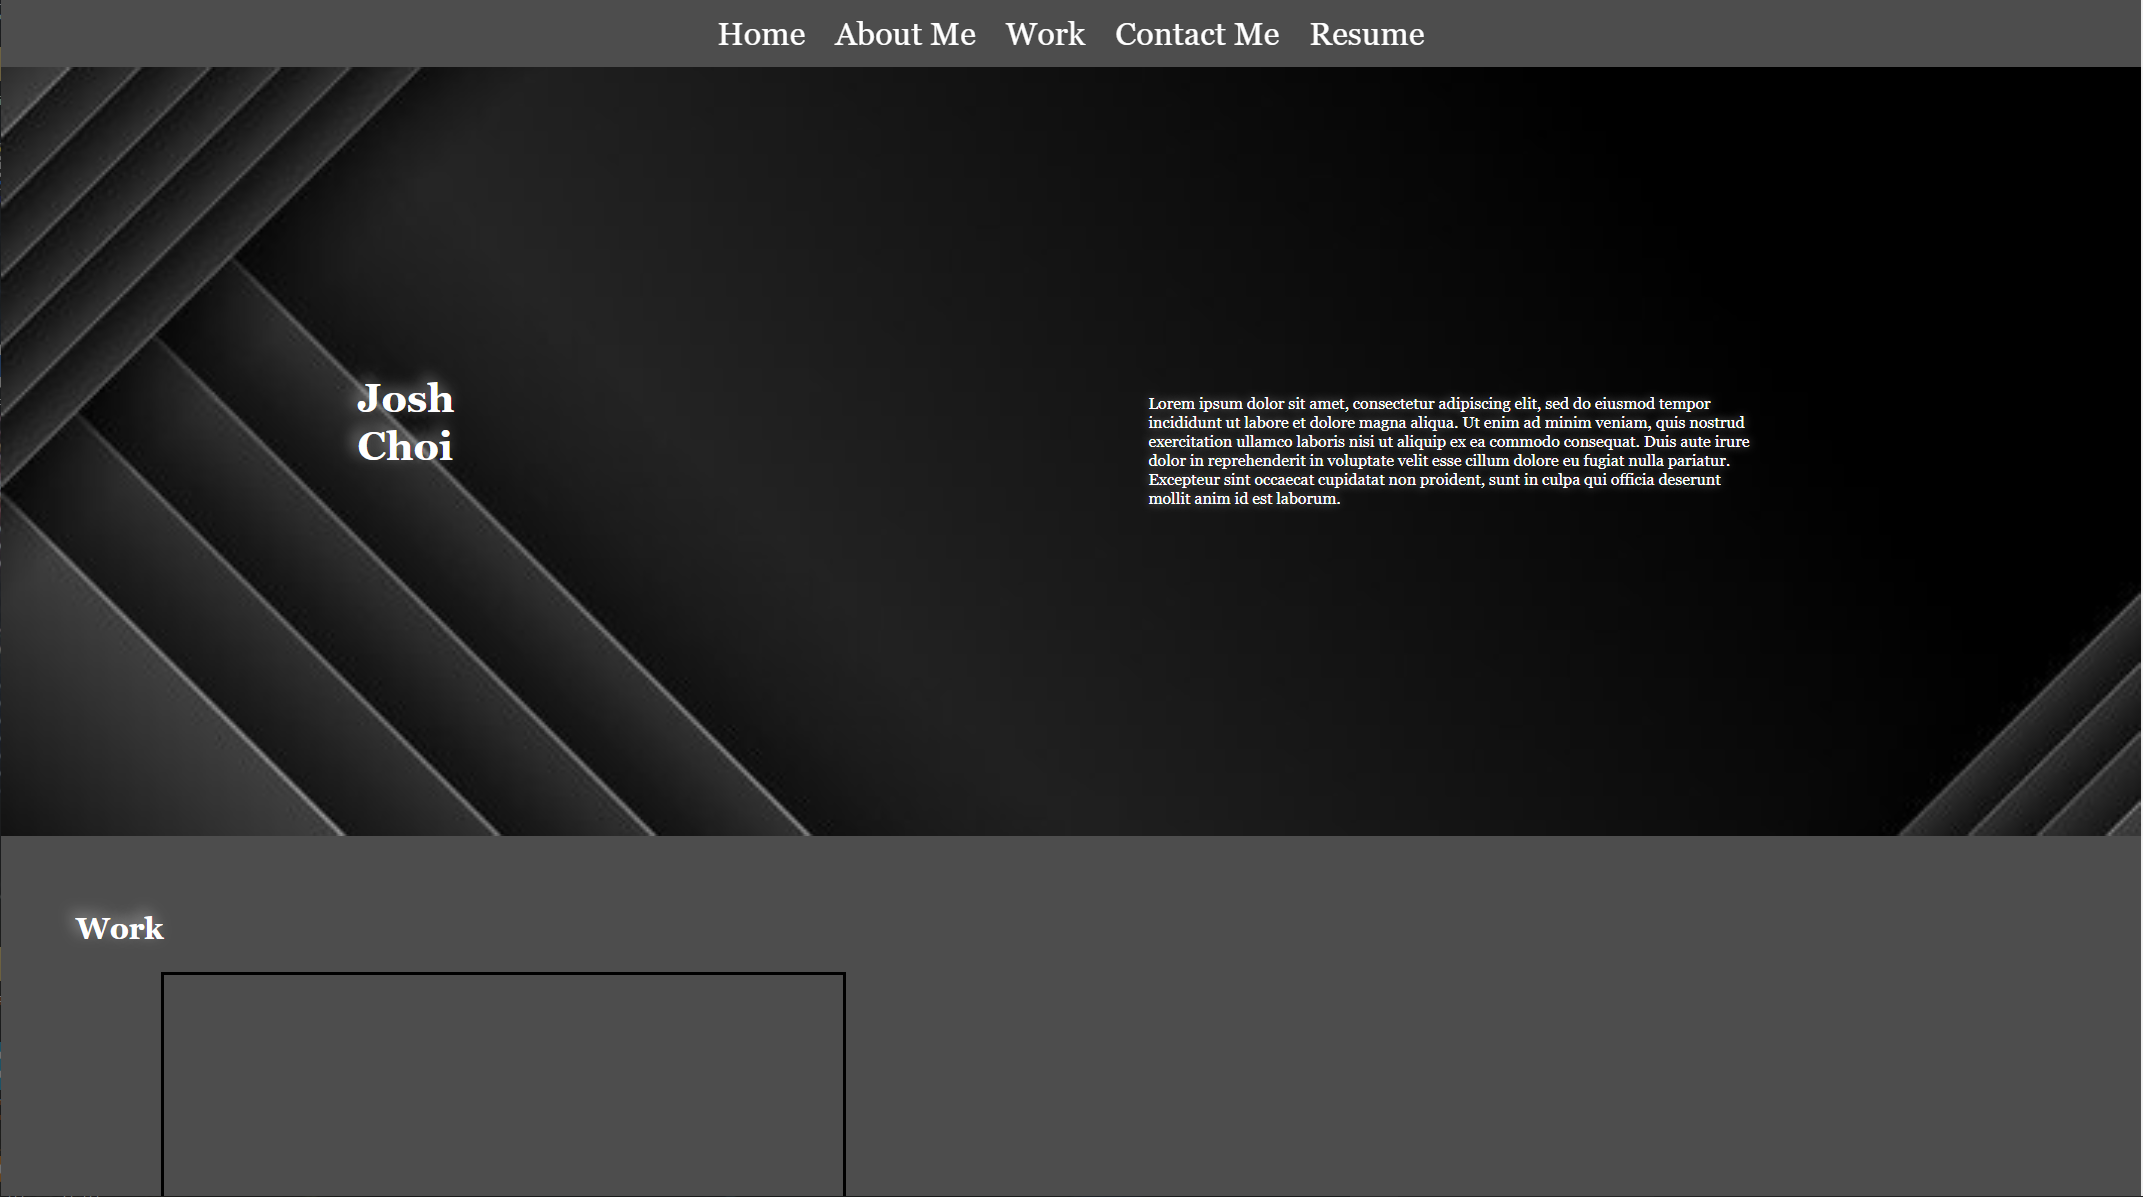 Home About Me Work Contact Me Resume
Josh
Choi
Lorem ipsum dolor sit amet, consectetur adipiscing elit, sed do eiusmod tempor
incididunt ut labore et dolore magna aliqua. Ut enim ad minim veniam, quis nostrud
exercitation ullamco laboris nisi ut aliquip ex ea commodo consequat. Duis aute irure
dolor in reprehenderit in voluptate velit esse cillum dolore eu fugiat nulla pariatur.
Excepteur sint occaecat cupidatat non proident, sunt in culpa qui officia deserunt
mollit anim id est laborum.
Work